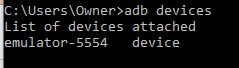 C:\Users\Owner>adb devices
List of devices attached
emulator-5554   device